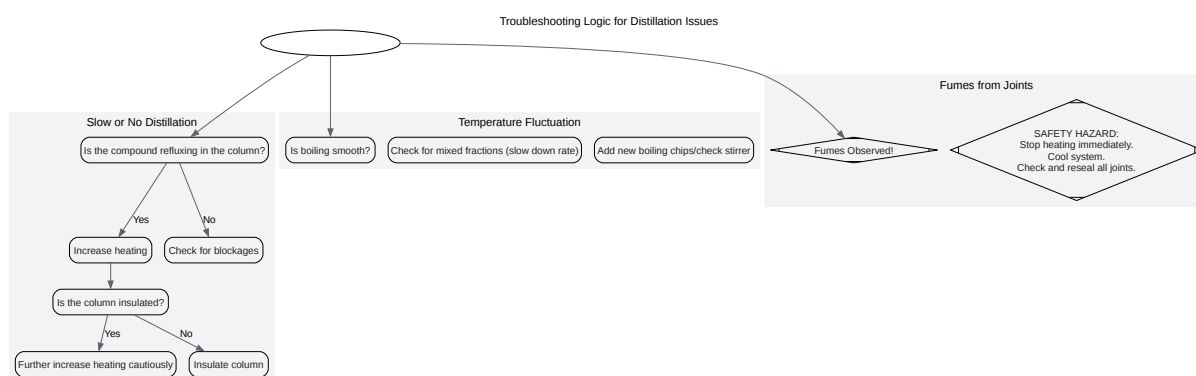 Troubleshooting Logic for Distillation Issues
Slow or No Distillation
Is the compound refluxing in the column?
Yes
No
Increase heating
Check for blockages
Is the column insulated?
Yes
No
Further increase heating cautiously
Insulate column
Temperature Fluctuation
Is boiling smooth?
Check for mixed fractions (slow down rate)
Add new boiling chips/check stirrer
Fumes from Joints
Fumes Observed!
SAFETY HAZARD:
Stop heating immediately.
Cool system.
Check and reseal all joints.